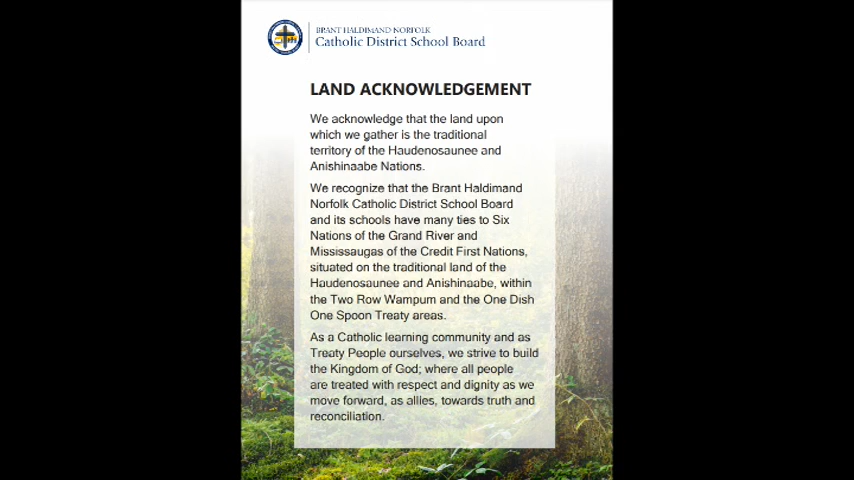 BRANT HALDIMAND NORFOLK
Catholic District School Board
LAND ACKNOWLEDGEMENT
We acknowledge that the land upon
which we gather is the traditional
territory of the Haudenosaunee and
Anishinaabe Nations.
We recognize that the Brant Haldimand
Norfolk Catholic District School Board
and its schools have many ties to Six
Nations of the Grand River and
Mississaugas of the Credit First Nations,
situated on the traditional land of the
Haudenosaunee and Anishinaabe, within
the Two Row Wampum and the One Dish
One Spoon Treaty areas.
As a Catholic learning community and as
Treaty People ourselves, we strive to build
the Kingdom of God; where all people
are treated with respect and dignity as we
move forward, as allies, towards truth and
reconciliation.